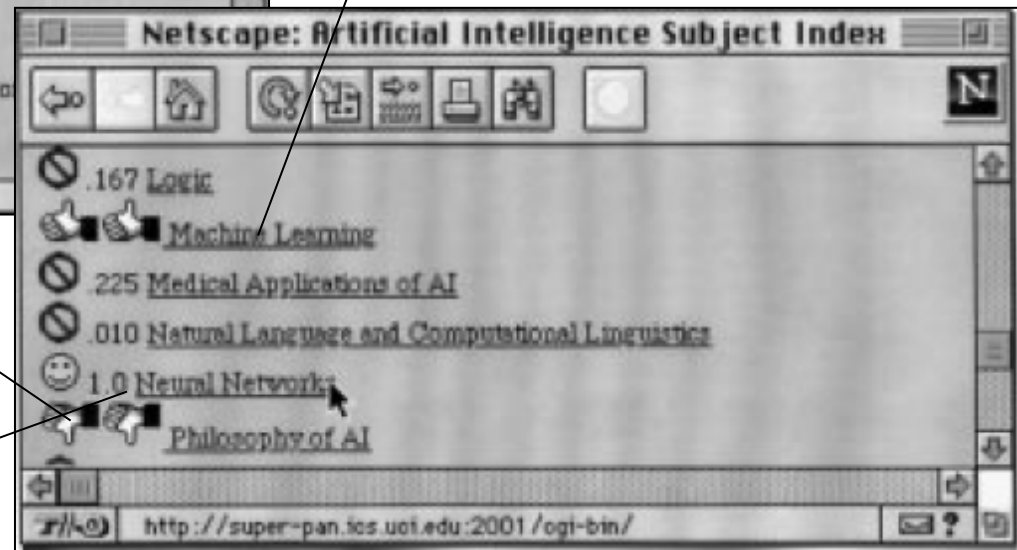 Netscape: Artificial Intelligence Subject Index
N
.167 Logic
Machine Learning
.225 Medical Applications of AI
.010 Natural Language and Computational Linguistics
1.0 Neural Networks
Philosophy of AI
http://super-pan.ics.uci.edu:2001/cgi-bin/
?